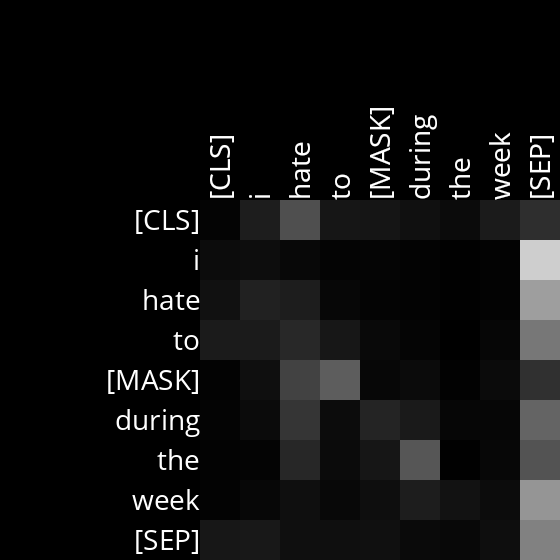 [CLS] i hate to [MASK] during the week [SEP]
[CLS]
i
hate
to
[MASK]
during
the
week
[SEP]